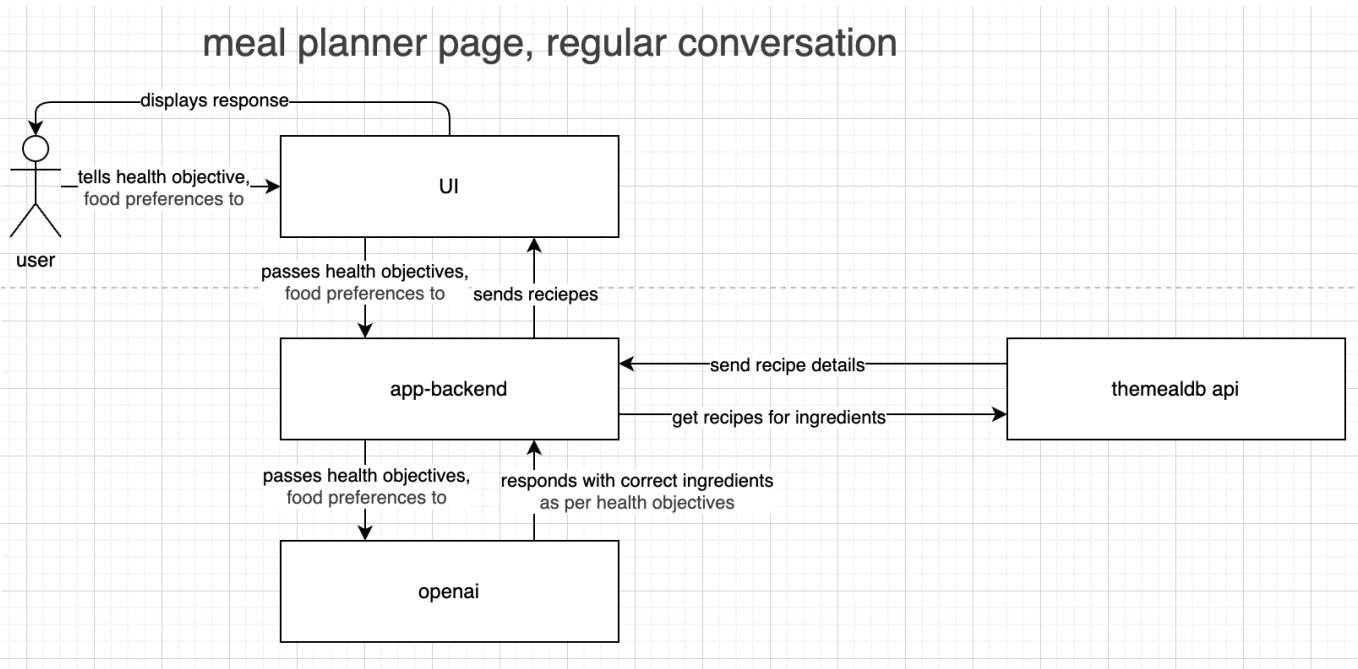 meal planner page, regular conversation
displays response
tells health objective,
food preferences to
UI
user
passes health objectives,
food preferences to
sends reciepes
app-backend
send recipe details
get recipes for ingredients
themealdb api
passes health objectives,
food preferences to
responds with correct ingredients
as per health objectives
openai